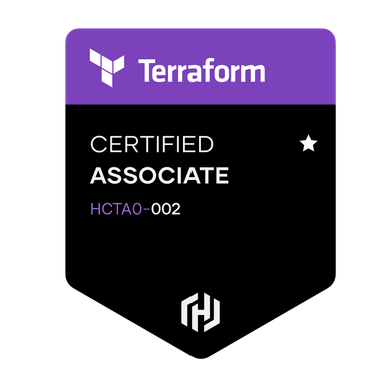 Terraform
CERTIFIED
ASSOCIATE
HCTA0-002